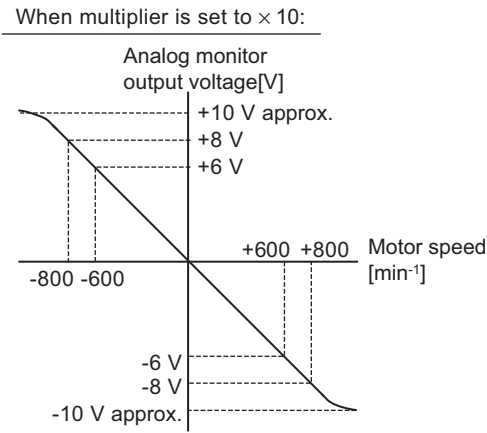 When multiplier is set to × 10:
Analog monitor
output voltage[V]
+10 V approx.
+8 V
+6 V
+600 +800 Motor speed
[min-1]
-800 -600
-6 V
-8 V
-10 V approx.